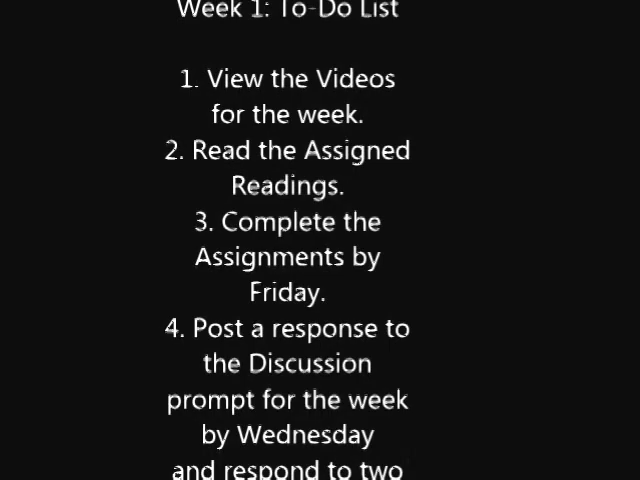 Week 1: To-Do List
1. View the Videos
for the week.
2. Read the Assigned
Readings.
3. Complete the
Assignments by
Friday.
4. Post a response to
the Discussion
prompt for the week
by Wednesday
and respond to two